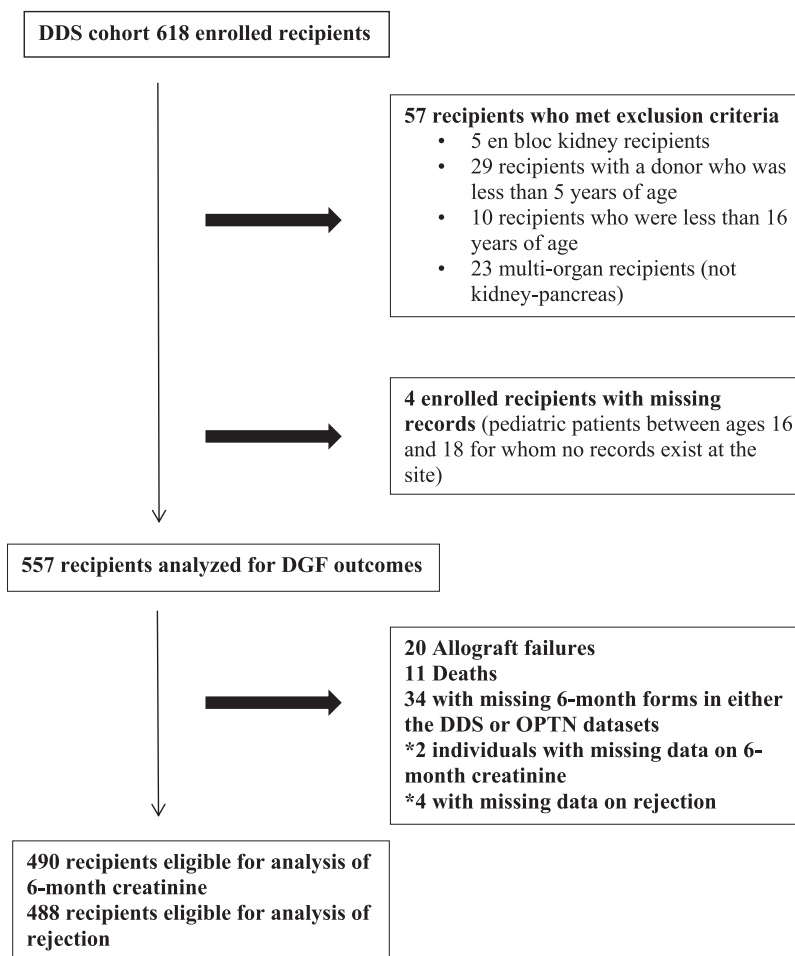 DDS cohort 618 enrolled recipients
57 recipients who met exclusion criteria
• 5 en bloc kidney recipients
• 29 recipients with a donor who was
less than 5 years of age
• 10 recipients who were less than 16
years of age
• 23 multi-organ recipients (not
kidney-pancreas)
4 enrolled recipients with missing
records (pediatric patients between ages 16
and 18 for whom no records exist at the
site)
557 recipients analyzed for DGF outcomes
20 Allograft failures
11 Deaths
34 with missing 6-month forms in either
the DDS or OPTN datasets
*2 individuals with missing data on 6-
month creatinine
*4 with missing data on rejection
490 recipients eligible for analysis of
6-month creatinine
488 recipients eligible for analysis of
rejection